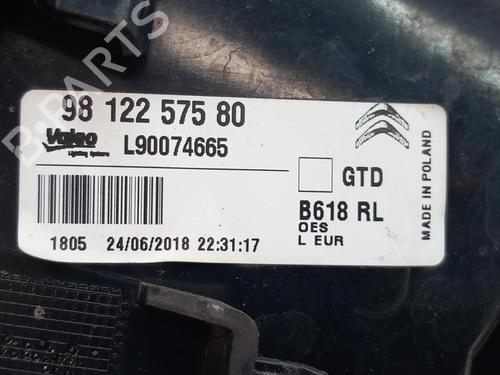 98 122 575 80
Valeo
Lighting Systems
L90074665
GTD
B618 RL
OES
L EUR
1805 24/06/2018 22:31:17
MADE IN POLAND
B-PARTS